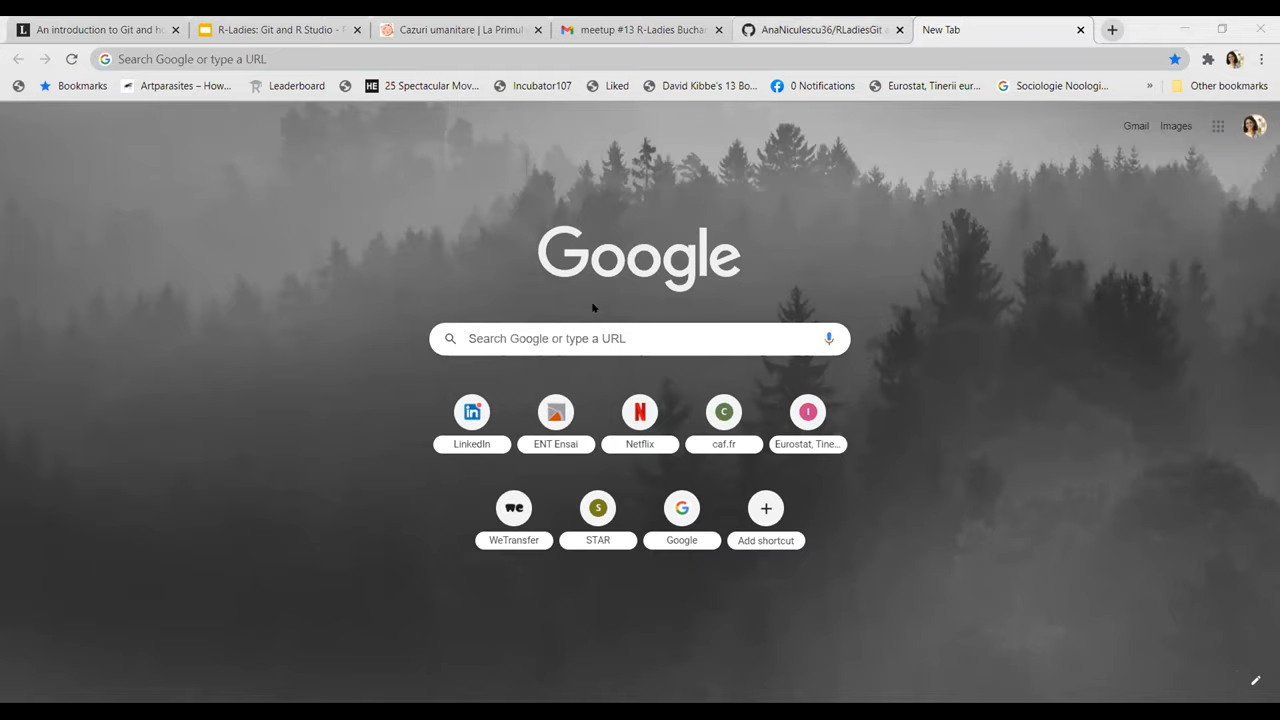 An introduction to Git and h
R-Ladies: Git and R Studio -
Cazuri umanitare | La Primul
meetup #13 R-Ladies Bucha
AnaNiculescu36/RLadiesGit
New Tab
Search Google or type a URL
Bookmarks
Artparasites – How...
Leaderboard
25 Spectacular Mov...
Incubator107
Liked
David Kibbe's 13 Bo...
0 Notifications
Eurostat, Tinerii eur...
Sociologie Noologi...
»
Other bookmarks
Gmail Images
Google
Search Google or type a URL
LinkedIn
ENT Ensai
Netflix
caf.fr
Eurostat, Tine...
WeTransfer
STAR
Google
Add shortcut